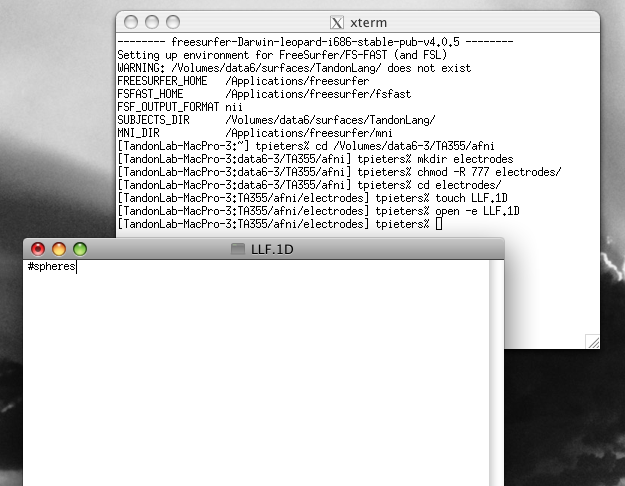 xterm
-------- freesurfer-Darwin-leopard-i686-stable-pub-v4.0.5 --------
Setting up environment for FreeSurfer/FS-FAST (and FSL)
WARNING: /Volumes/data6/surfaces/TandonLang/ does not exist
FREESURFER_HOME /Applications/freesurfer
FSFAST_HOME /Applications/freesurfer/fsfast
FSF_OUTPUT_FORMAT nii
SUBJECTS_DIR /Volumes/data6/surfaces/TandonLang/
MNI_DIR /Applications/freesurfer/mni
[TandonLab-MacPro-3:~] tpieters% cd /Volumes/data6-3/TA355/afni
[TandonLab-MacPro-3:data6-3/TA355/afni] tpieters% mkdir electrodes
[TandonLab-MacPro-3:data6-3/TA355/afni] tpieters% chmod -R 777 electrodes/
[TandonLab-MacPro-3:data6-3/TA355/afni] tpieters% cd electrodes/
[TandonLab-MacPro-3:TA355/afni/electrodes] tpieters% touch LLF.1D
[TandonLab-MacPro-3:TA355/afni/electrodes] tpieters% open -e LLF.1D
[TandonLab-MacPro-3:TA355/afni/electrodes] tpieters%
LLF.1D
#spheres